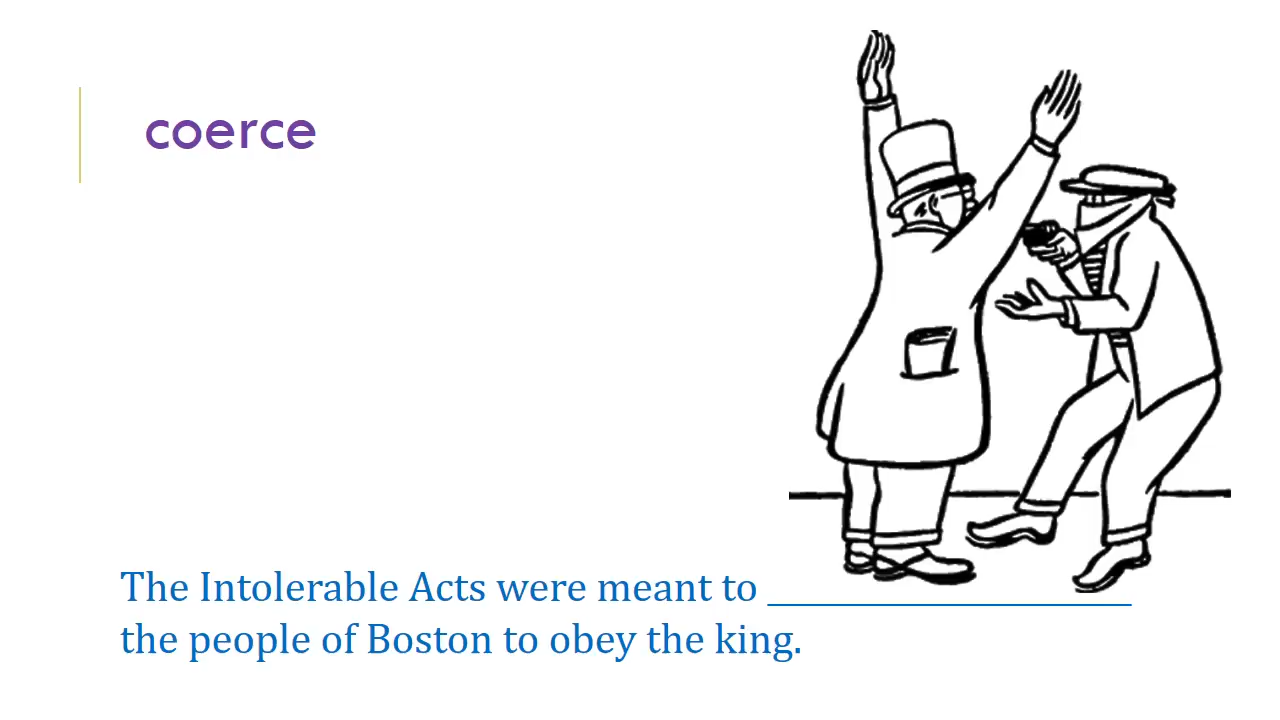 coerce
The Intolerable Acts were meant to ____________________
the people of Boston to obey the king.